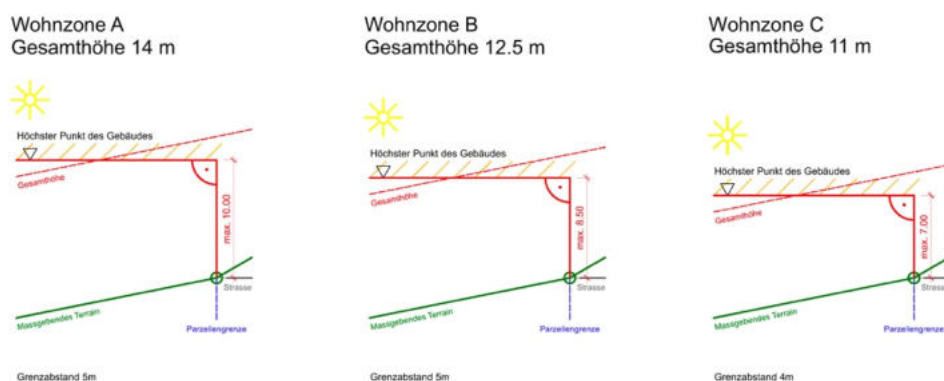 Wohnzone A
Gesamthöhe 14 m
Höchster Punkt des Gebäudes
Gesamthöhe
max. 10.00
Strasse
Massgebendes Terrain
Parzellengrenze
Grenzabstand 5m
Wohnzone B
Gesamthöhe 12.5 m
Höchster Punkt des Gebäudes
Gesamthöhe
max. 8.50
Strasse
Massgebendes Terrain
Parzellengrenze
Grenzabstand 5m
Wohnzone C
Gesamthöhe 11 m
Höchster Punkt des Gebäudes
Gesamthöhe
max. 7.00
Strasse
Massgebendes Terrain
Parzellengrenze
Grenzabstand 4m